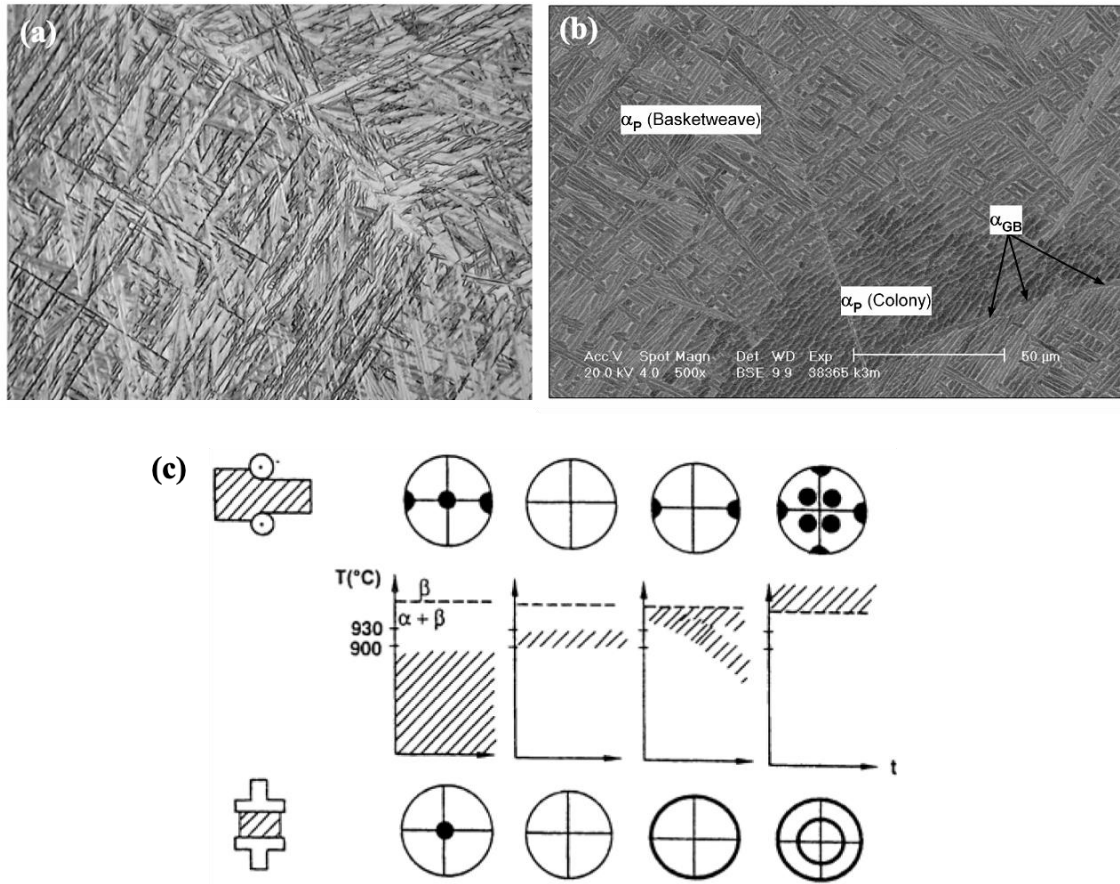 (a)
(b)
αP (Basketweave)
αGB
αP (Colony)
Acc.V Spot Magn Det WD Exp 50 µm
20.0 kV 4.0 500x BSE 9.9 38365 k3m
(c)
T(°C)
β
α + β
930
900
t